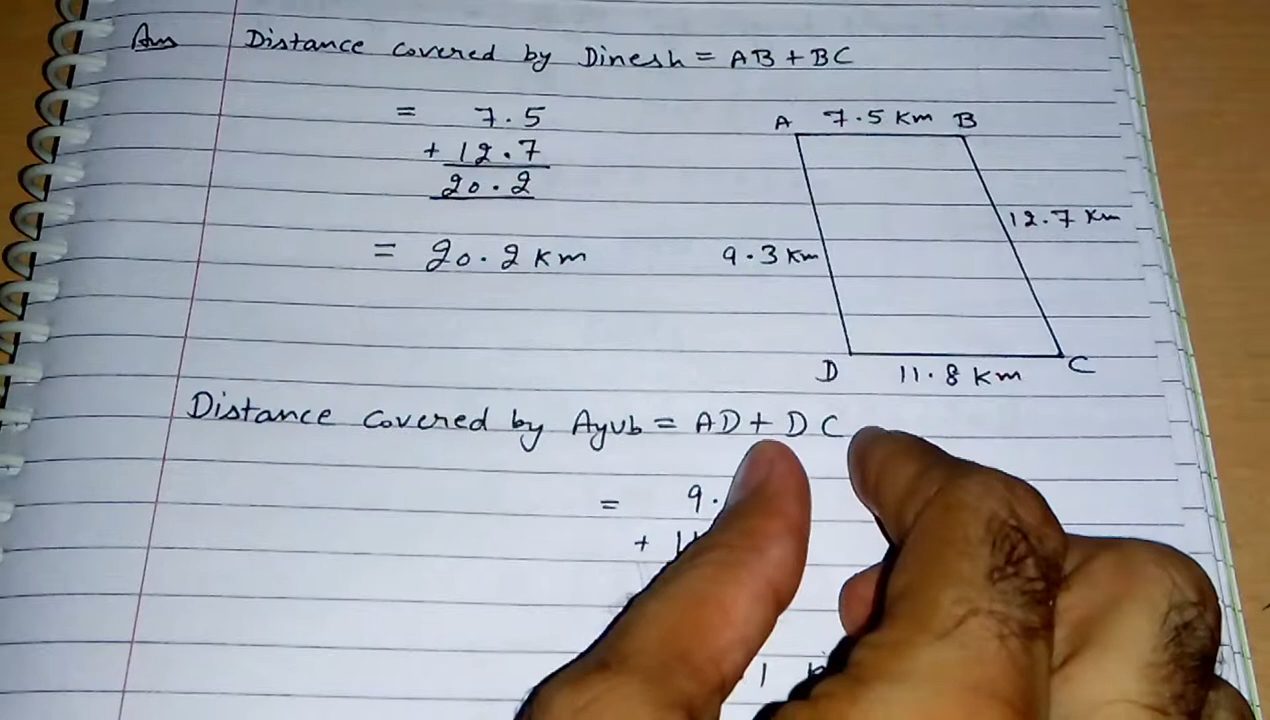 Ans Distance covered by Dinesh = AB + BC
= 7.5
+ 12.7
20.2
= 20.2 km
A 7.5 km B
12.7 km
9.3 km
D 11.8 km C
Distance covered by Ayub = AD + DC
= 9.
+